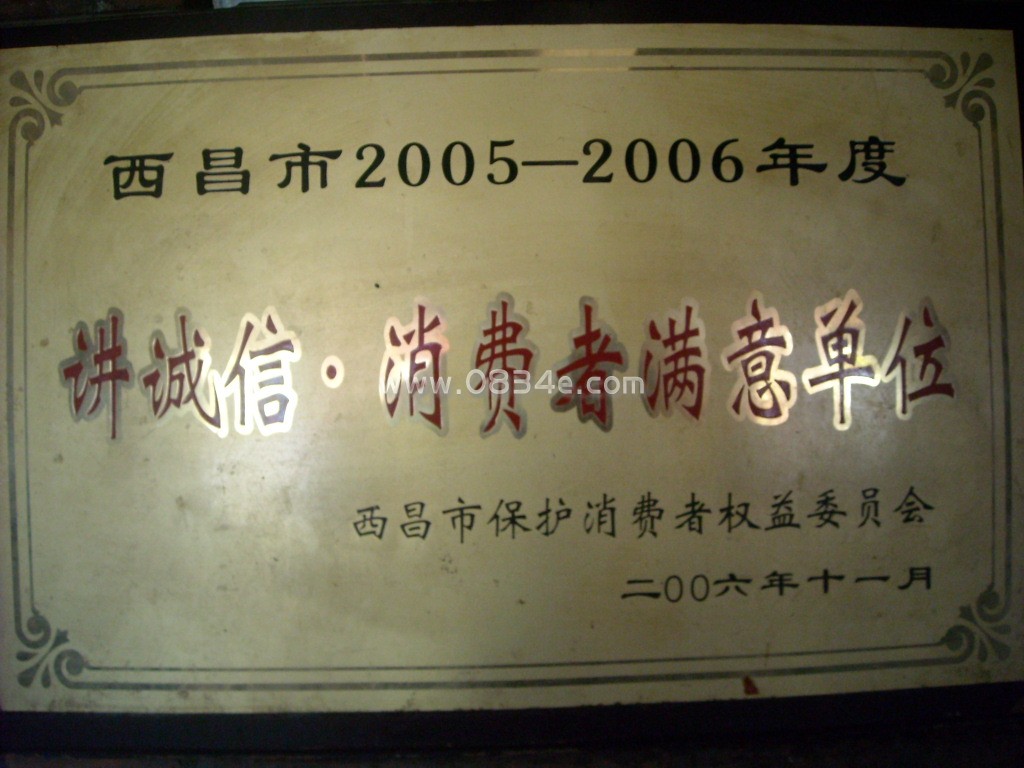 西昌市2005—2006年度
讲诚信·消费者满意单位
www.0834e.com
西昌市保护消费者权益委员会
二00六年十一月